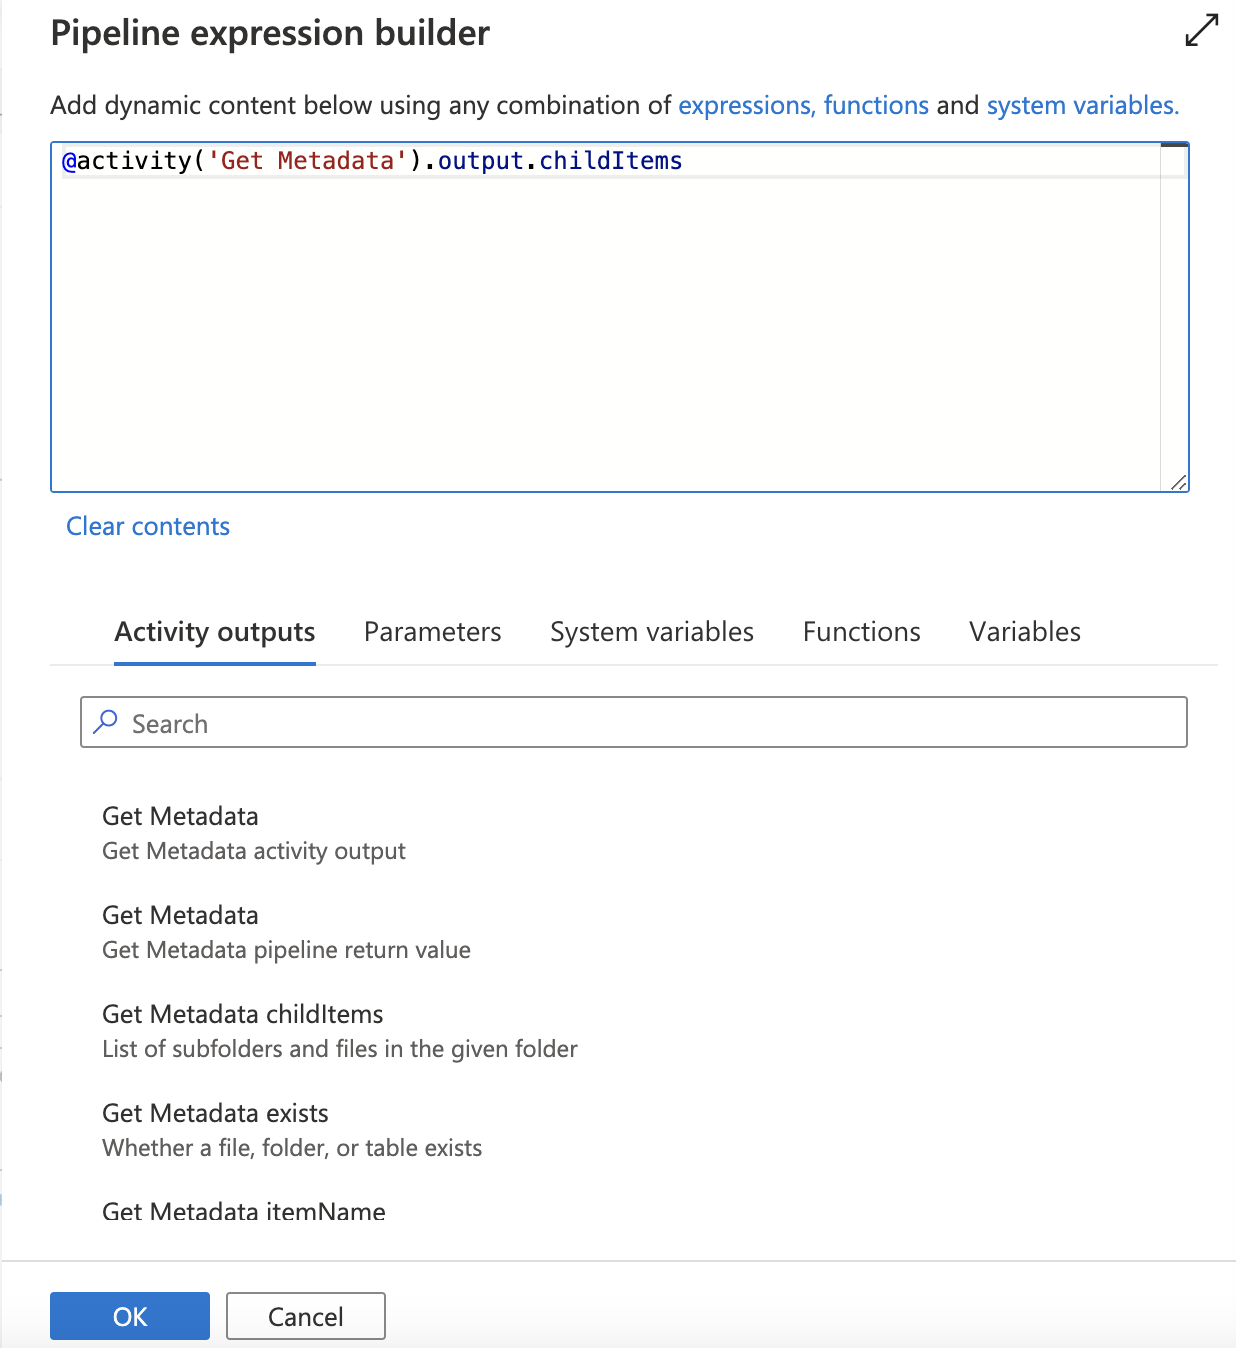 Pipeline expression builder
Add dynamic content below using any combination of expressions, functions and system variables.
@activity('Get Metadata').output.childItems
Clear contents
Activity outputs Parameters System variables Functions Variables
Search
Get Metadata
Get Metadata activity output
Get Metadata
Get Metadata pipeline return value
Get Metadata childItems
List of subfolders and files in the given folder
Get Metadata exists
Whether a file, folder, or table exists
Get Metadata itemName
OK Cancel